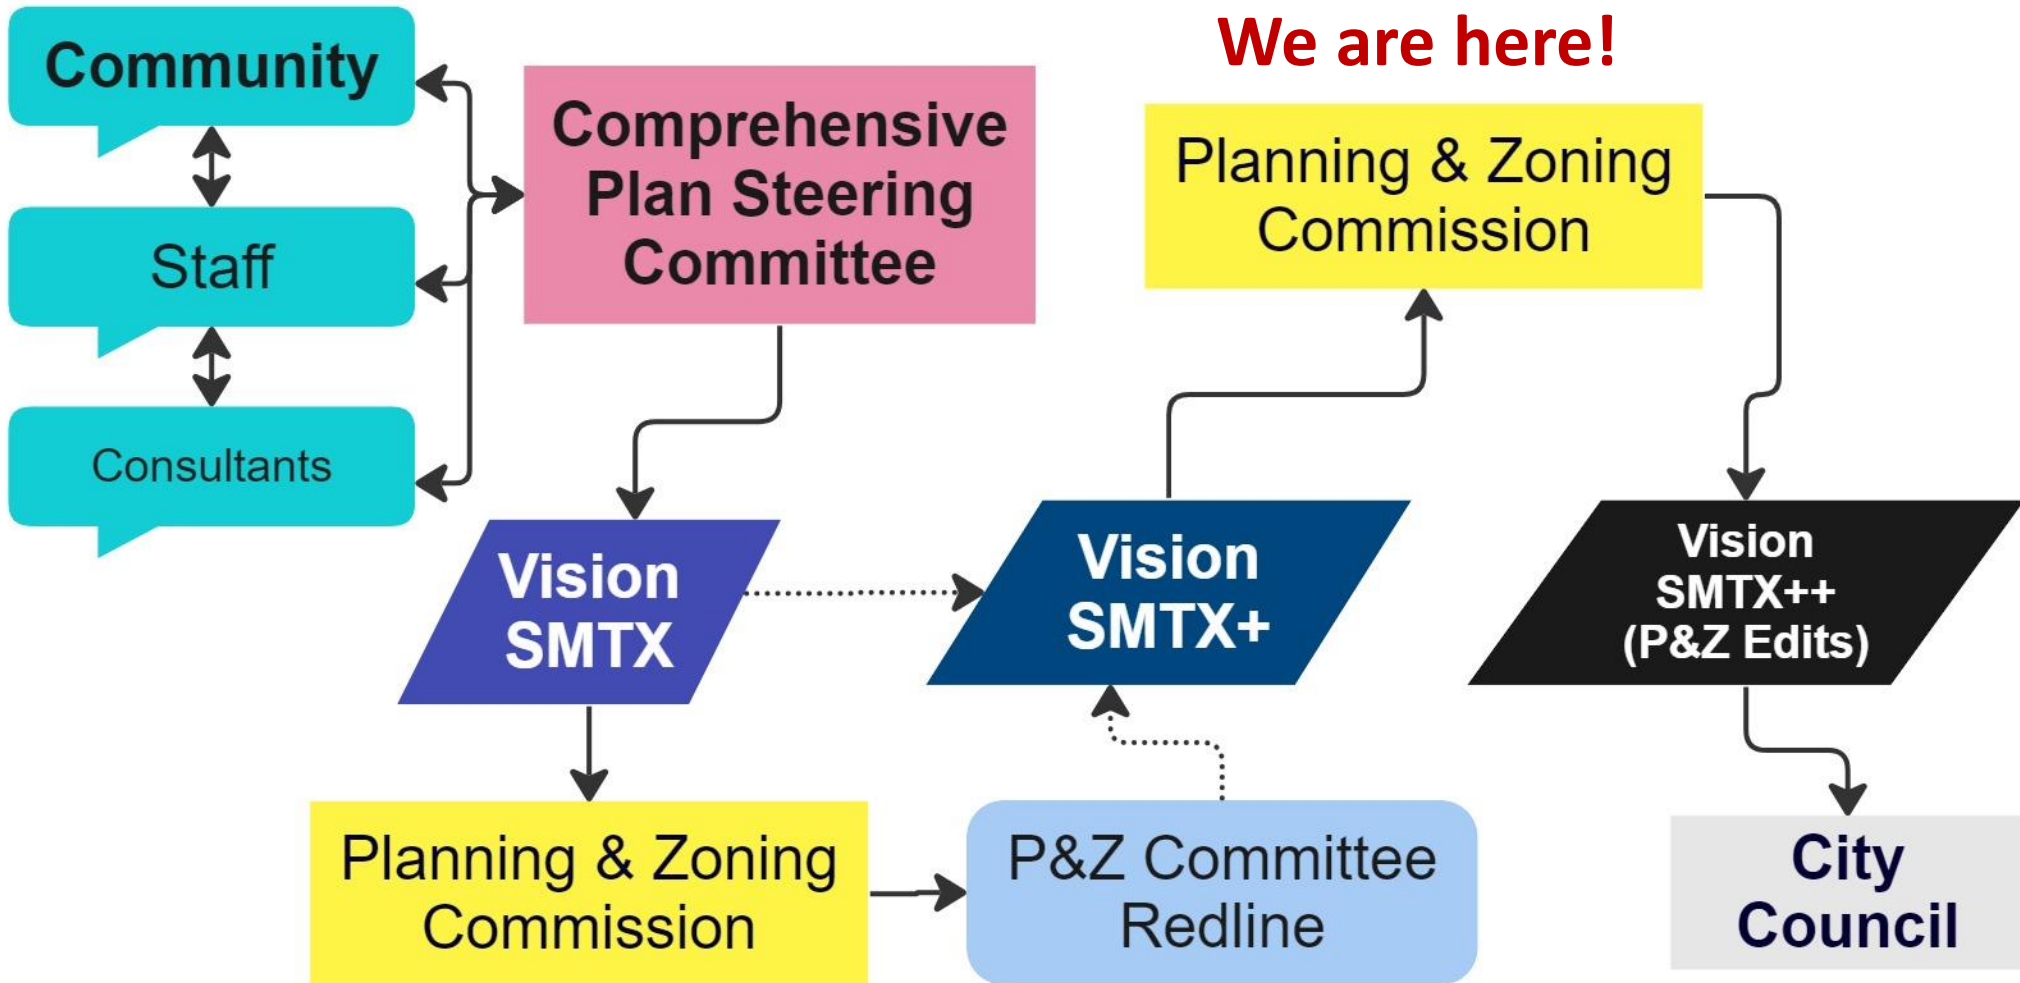 Community
Staff
Consultants
Comprehensive
Plan Steering
Committee
We are here!
Planning & Zoning
Commission
Vision
SMTX
Vision
SMTX+
Vision
SMTX++
(P&Z Edits)
Planning & Zoning
Commission
P&Z Committee
Redline
City
Council